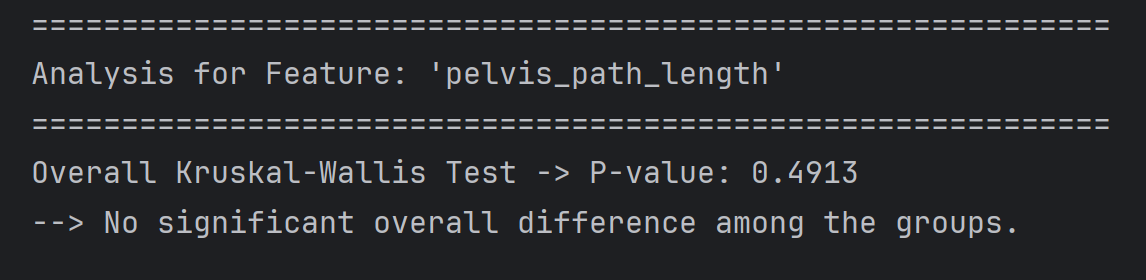 ============================================================
Analysis for Feature: 'pelvis_path_length'
============================================================
Overall Kruskal-Wallis Test -> P-value: 0.4913
--> No significant overall difference among the groups.